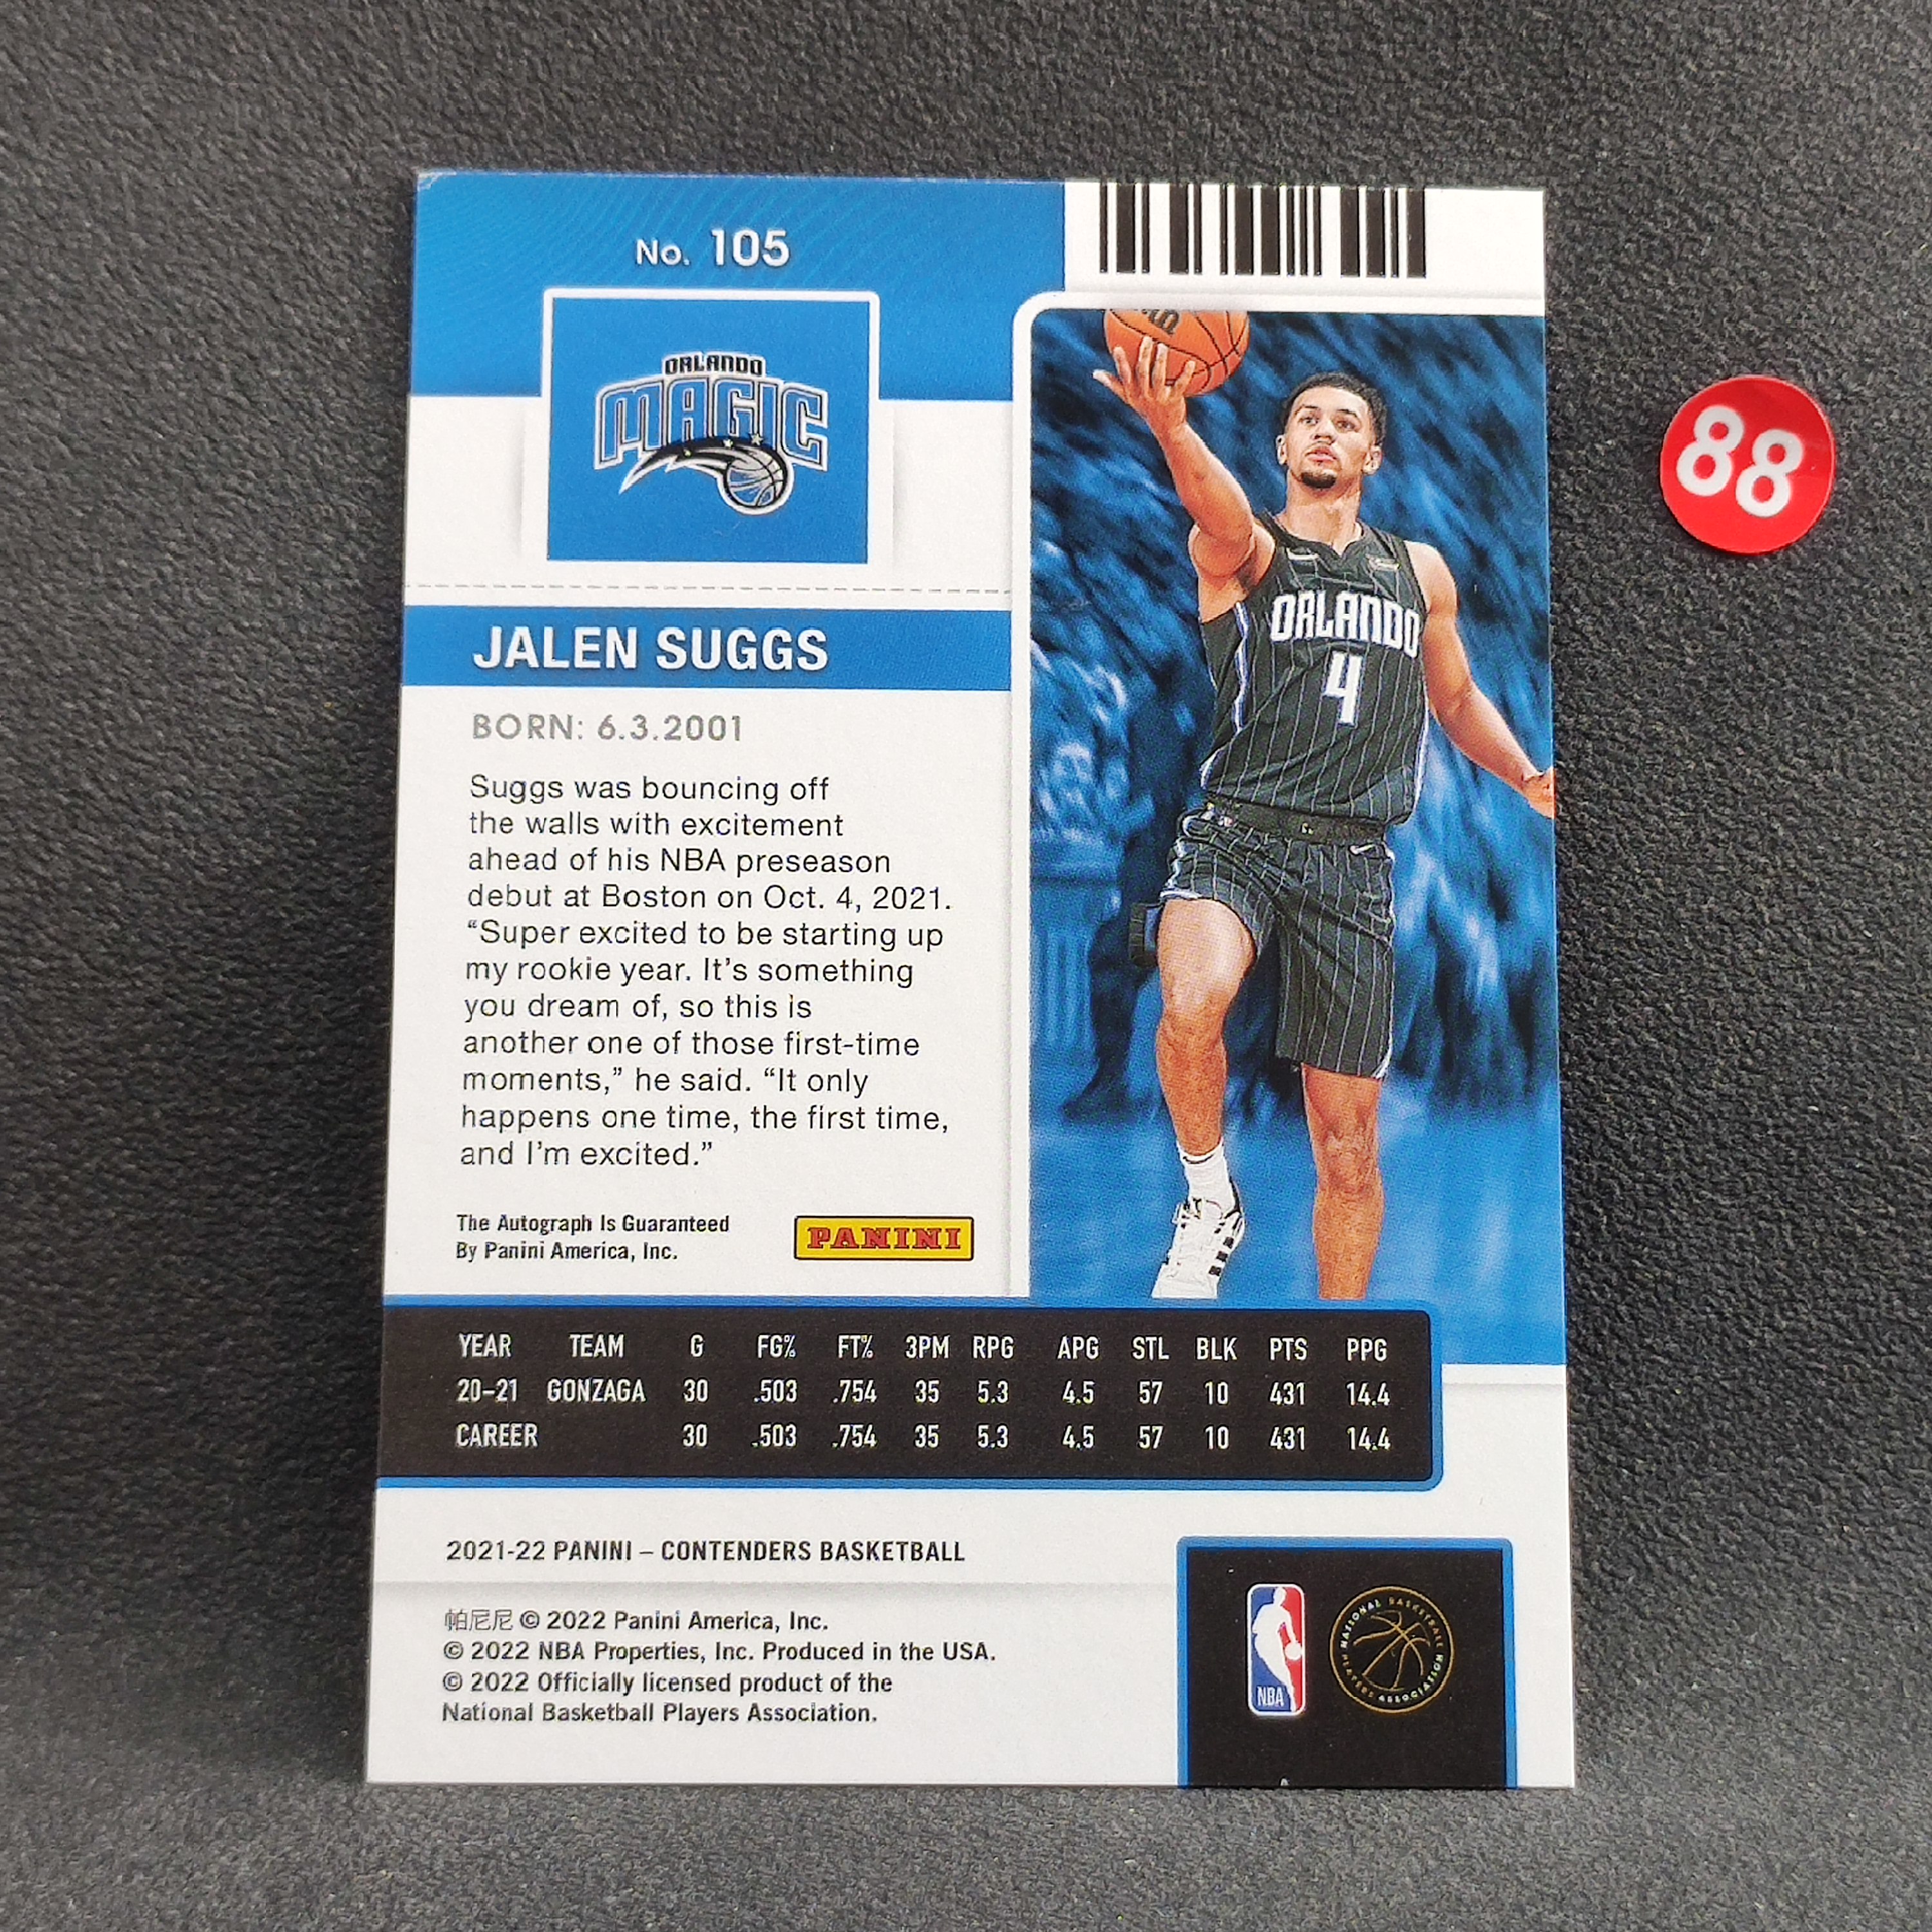 No. 105
ORLANDO
MAGIC
88
ORLANDO
4
JALEN SUGGS
BORN: 6.3.2001
Suggs was bouncing off
the walls with excitement
ahead of his NBA preseason
debut at Boston on Oct. 4, 2021.
“Super excited to be starting up
my rookie year. It’s something
you dream of, so this is
another one of those first-time
moments,” he said. “It only
happens one time, the first time,
and I’m excited.”
The Autograph Is Guaranteed
By Panini America, Inc.
PANINI
YEAR TEAM G FG% FT% 3PM RPG APG STL BLK PTS PPG
20–21 GONZAGA 30 .503 .754 35 5.3 4.5 57 10 431 14.4
CAREER 30 .503 .754 35 5.3 4.5 57 10 431 14.4
2021-22 PANINI – CONTENDERS BASKETBALL
帕尼尼 © 2022 Panini America, Inc.
© 2022 NBA Properties, Inc. Produced in the USA.
© 2022 Officially licensed product of the
National Basketball Players Association.
NBA
NATIONAL BASKETBALL
PLAYERS ASSOCIATION